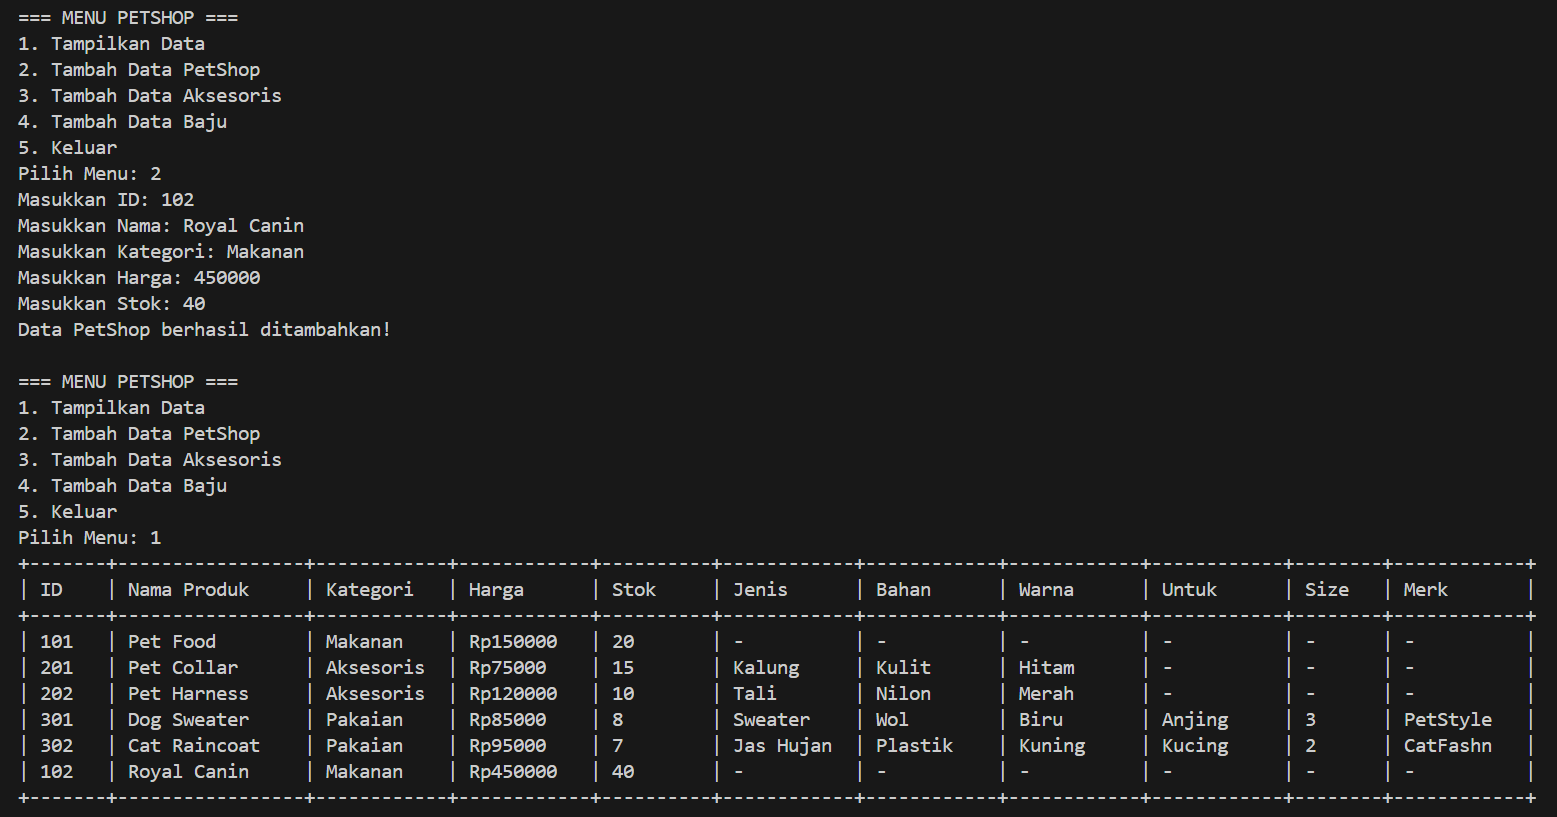 === MENU PETSHOP ===
1. Tampilkan Data
2. Tambah Data PetShop
3. Tambah Data Aksesoris
4. Tambah Data Baju
5. Keluar
Pilih Menu: 2
Masukkan ID: 102
Masukkan Nama: Royal Canin
Masukkan Kategori: Makanan
Masukkan Harga: 450000
Masukkan Stok: 40
Data PetShop berhasil ditambahkan!

=== MENU PETSHOP ===
1. Tampilkan Data
2. Tambah Data PetShop
3. Tambah Data Aksesoris
4. Tambah Data Baju
5. Keluar
Pilih Menu: 1
+-------+-----------------+------------+------------+----------+------------+------------+------------+------------+--------+------------+
| ID    | Nama Produk     | Kategori   | Harga      | Stok     | Jenis      | Bahan      | Warna      | Untuk      | Size   | Merk       |
+-------+-----------------+------------+------------+----------+------------+------------+------------+------------+--------+------------+
| 101   | Pet Food        | Makanan    | Rp150000   | 20       | -          | -          | -          | -          | -      | -          |
| 201   | Pet Collar      | Aksesoris  | Rp75000    | 15       | Kalung     | Kulit      | Hitam      | -          | -      | -          |
| 202   | Pet Harness     | Aksesoris  | Rp120000   | 10       | Tali       | Nilon      | Merah      | -          | -      | -          |
| 301   | Dog Sweater     | Pakaian    | Rp85000    | 8        | Sweater    | Wol        | Biru       | Anjing     | 3      | PetStyle   |
| 302   | Cat Raincoat    | Pakaian    | Rp95000    | 7        | Jas Hujan  | Plastik    | Kuning     | Kucing     | 2      | CatFashn   |
| 102   | Royal Canin     | Makanan    | Rp450000   | 40       | -          | -          | -          | -          | -      | -          |
+-------+-----------------+------------+------------+----------+------------+------------+------------+------------+--------+------------+